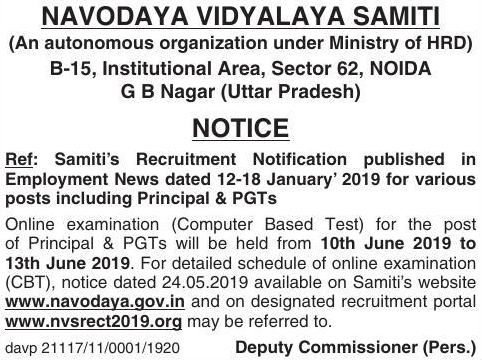 NAVODAYA VIDYALAYA SAMITI
(An autonomous organization under Ministry of HRD)
B-15, Institutional Area, Sector 62, NOIDA
G B Nagar (Uttar Pradesh)
NOTICE
Ref: Samiti's Recruitment Notification published in
Employment News dated 12-18 January' 2019 for various
posts including Principal & PGTs
Online examination (Computer Based Test) for the post
of Principal & PGTs will be held from 10th June 2019 to
13th June 2019. For detailed schedule of online examination
(CBT), notice dated 24.05.2019 available on Samiti's website
www.navodaya.gov.in and on designated recruitment portal
www.nvsrect2019.org may be referred to.
davp 21117/11/0001/1920 Deputy Commissioner (Pers.)